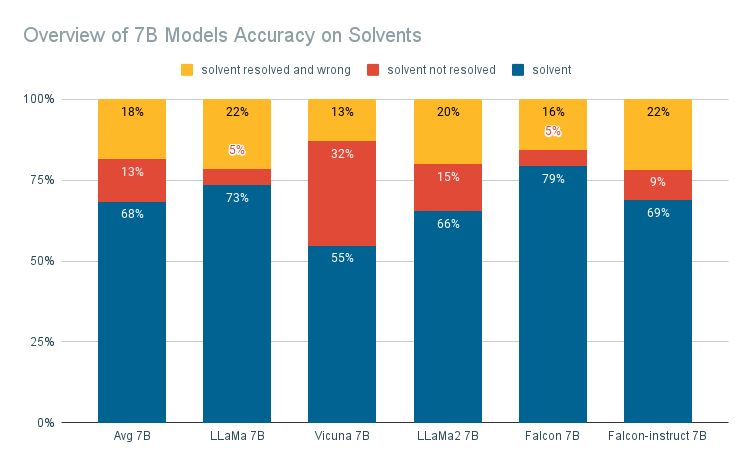 Overview of 7B Models Accuracy on Solvents
solvent resolved and wrong solvent not resolved solvent
100%
18% 22% 13% 20% 16% 22%
5% 32% 5%
13% 15% 9%
75%
73% 79%
68% 66% 69%
55%
50%
25%
0%
Avg 7B LLaMa 7B Vicuna 7B LLaMa2 7B Falcon 7B Falcon-instruct 7B